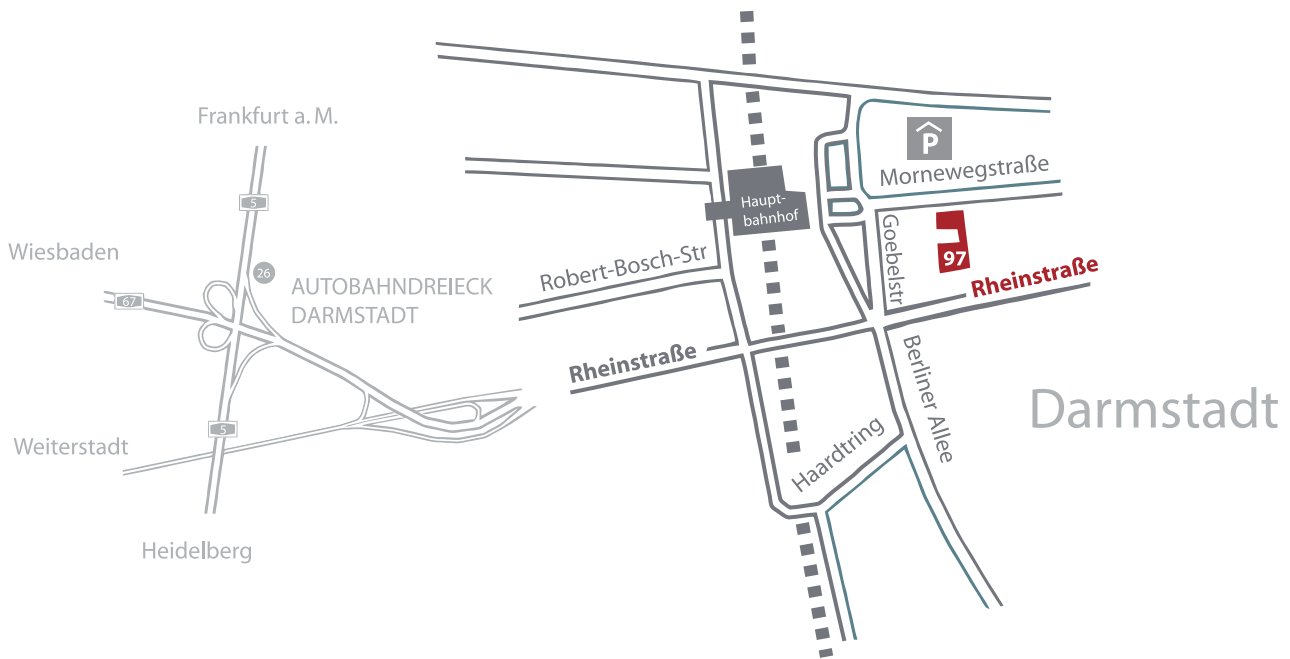 Frankfurt a. M.
5
Wiesbaden
67
26
AUTOBAHNDREIECK
DARMSTADT
5
Weiterstadt
Heidelberg
P
Mornewegstraße
Haupt-
bahnhof
Goebelstr
97
Robert-Bosch-Str
Rheinstraße
Rheinstraße
Berliner Allee
Haardtring
Darmstadt